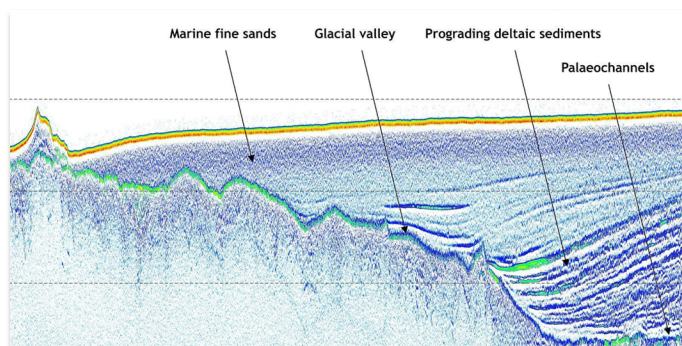 Marine fine sands
Glacial valley
Prograding deltaic sediments
Palaeochannels